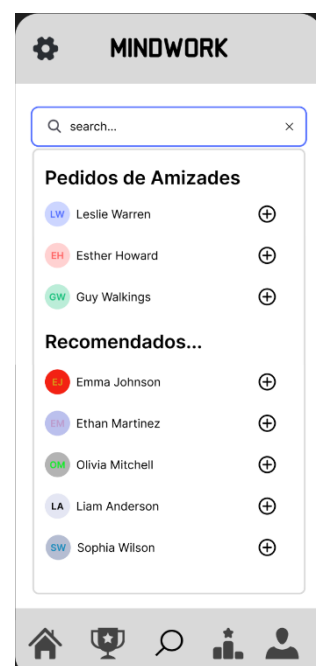 MINDWORK
search...
Pedidos de Amizades
LW Leslie Warren
EH Esther Howard
GW Guy Walkings
Recomendados...
EJ Emma Johnson
EM Ethan Martinez
OM Olivia Mitchell
LA Liam Anderson
SW Sophia Wilson